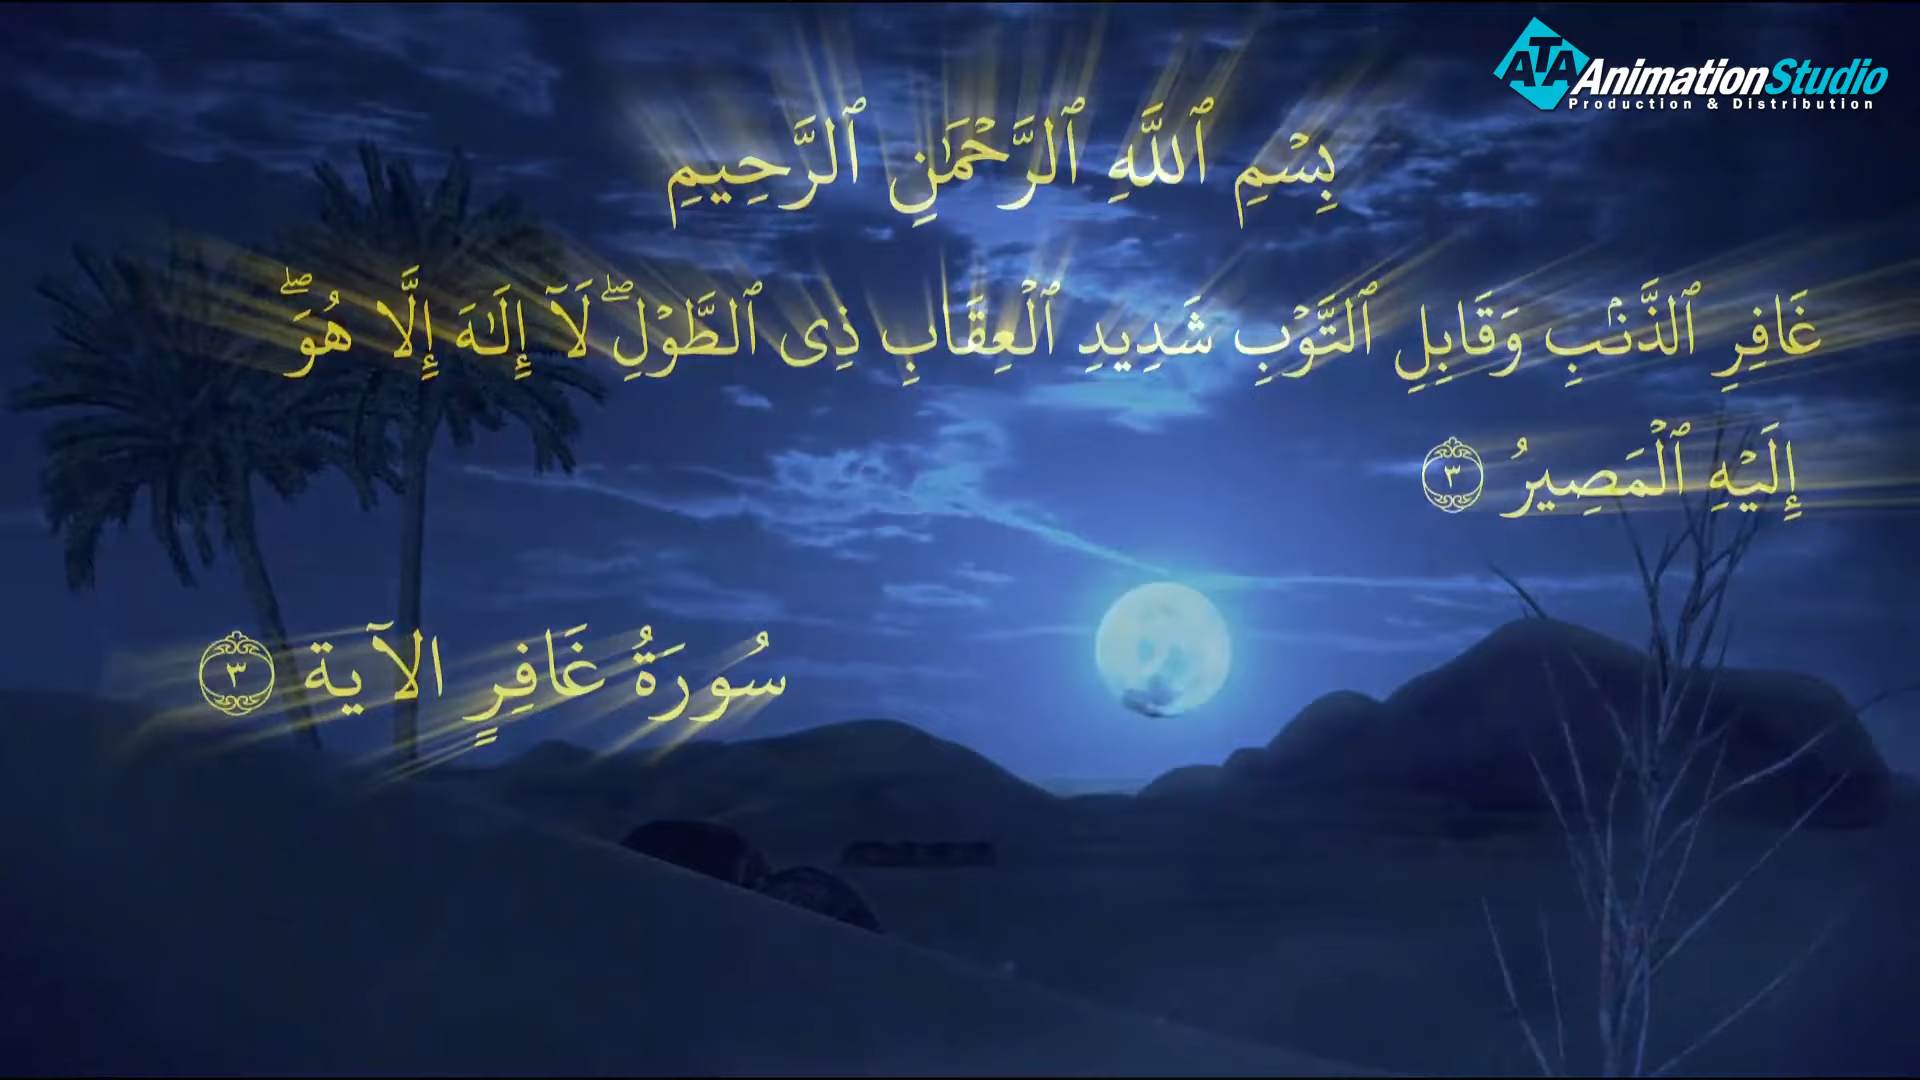 ATA AnimationStudio
Production & Distribution
بِسْمِ ٱللَّهِ ٱلرَّحْمَٰنِ ٱلرَّحِيمِ
غَافِرِ ٱلذَّنۢبِ وَقَابِلِ ٱلتَّوْبِ شَدِيدِ ٱلْعِقَابِ ذِى ٱلطَّوْلِۖ لَآ إِلَٰهَ إِلَّا هُوَۖ
إِلَيْهِ ٱلْمَصِيرُ ٣
سُورَةُ غَافِرٍ الآية ٣